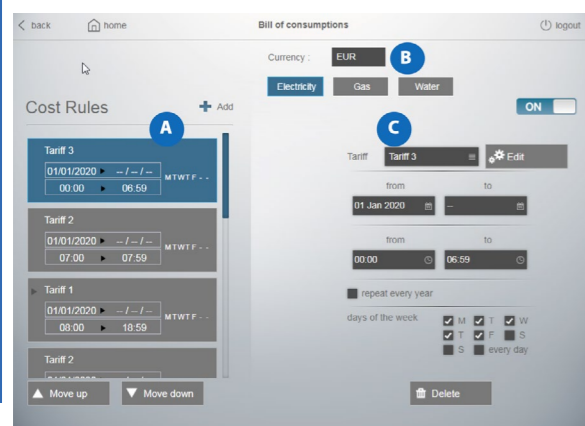 back home Bill of consumptions logout
Currency : EUR B
Electricity Gas Water
Cost Rules Add
ON
A
Tariff 3
01/01/2020 -- / -- / --
00.00 06:59
MTWTF - -
Tariff 2
01/01/2020 -- / -- / --
07:00 07:59
MTWTF - -
Tariff 1
01/01/2020 -- / -- / --
08:00 18:59
MTWTF - -
Tariff 2
Move up Move down
C
Tariff Tariff 3 Edit
from to
01 Jan 2020 --
from to
00:00 06:59
repeat every year
days of the week M T W
T F S
S every day
Delete